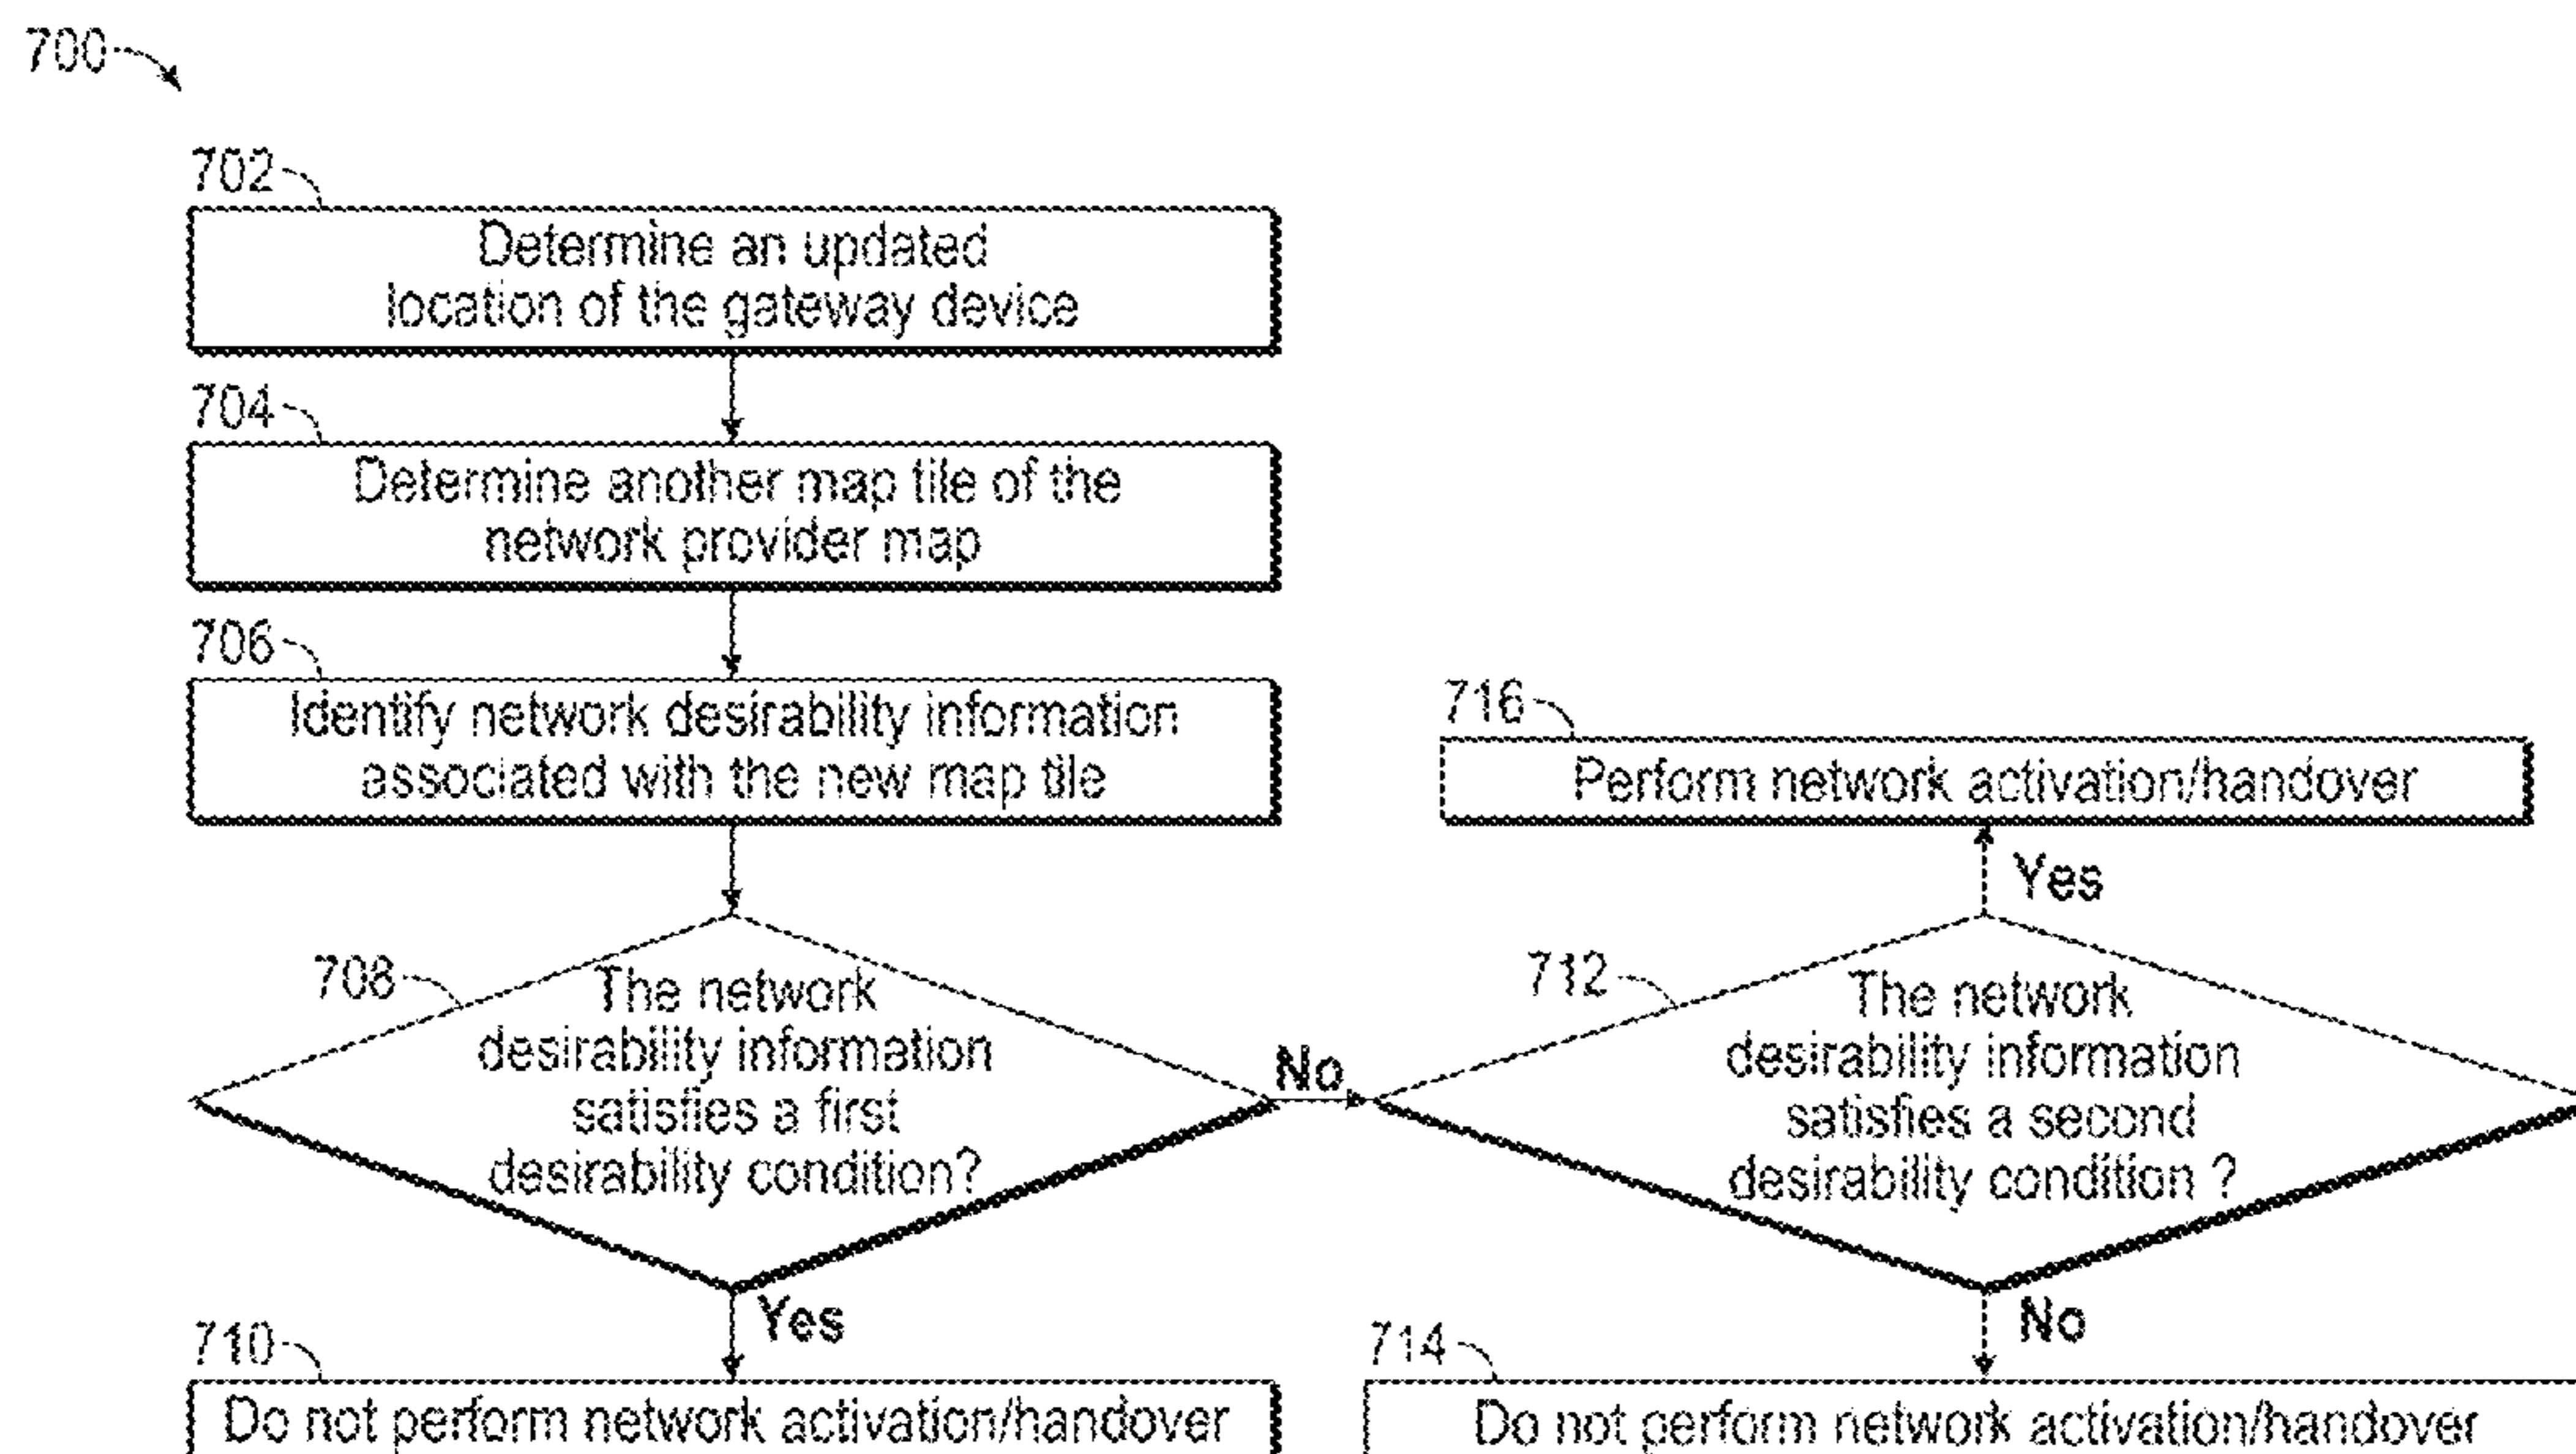 700
702
Determine an updated
location of the gateway device
704
Determine another map tile of the
network provider map
706
Identify network desirability information
associated with the new map tile
716
Perform network activation/handover
Yes
708
The network
desirability information
satisfies a first
desirability condition?
No
712
The network
desirability information
satisfies a second
desirability condition ?
Yes
No
710
Do not perform network activation/handover
714
Do not perform network activation/handover